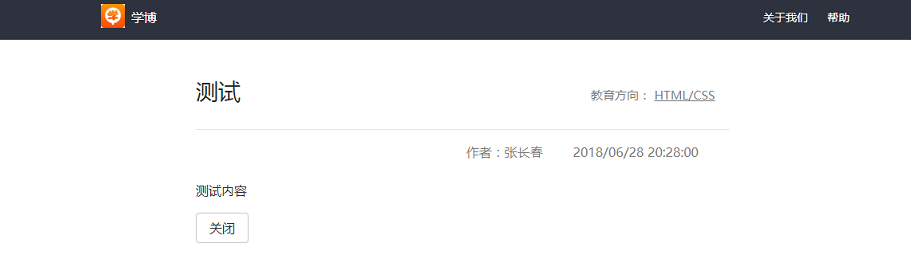 学博 关于我们 帮助
测试 教育方向： HTML/CSS
作者：张长春 2018/06/28 20:28:00
测试内容
关闭